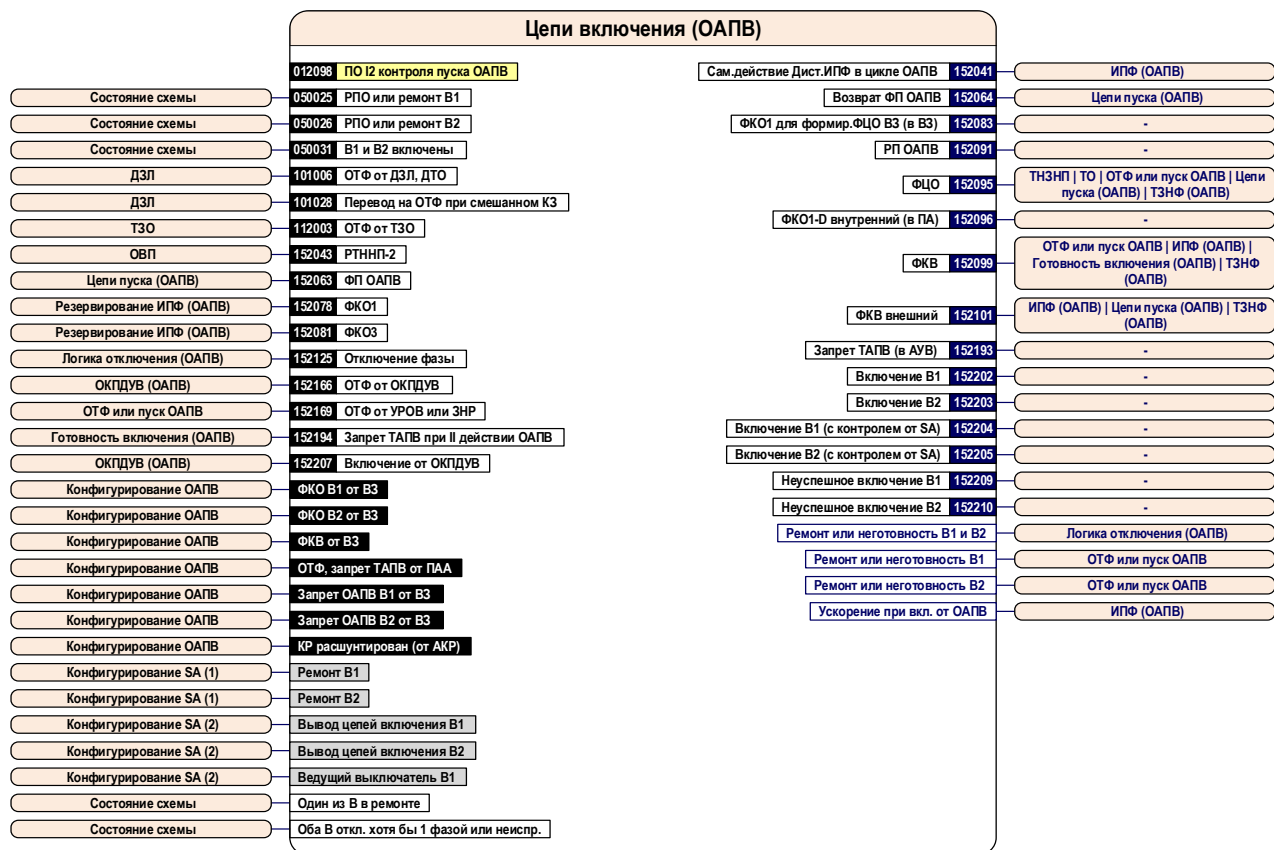 Цепи включения (ОАПВ)
012098 ПО I2 контроля пуска ОАПВ
Состояние схемы 050025 РПО или ремонт В1
Состояние схемы 050026 РПО или ремонт В2
Состояние схемы 050031 В1 и В2 включены
ДЗЛ 101006 ОТФ от ДЗЛ, ДТО
ДЗЛ 101028 Перевод на ОТФ при смешанном КЗ
ТЗО 112003 ОТФ от ТЗО
ОВП 152043 РТННП-2
Цепи пуска (ОАПВ) 152063 ФП ОАПВ
Резервирование ИПФ (ОАПВ) 152078 ФКО1
Резервирование ИПФ (ОАПВ) 152081 ФКО3
Логика отключения (ОАПВ) 152125 Отключение фазы
ОКПДУВ (ОАПВ) 152166 ОТФ от ОКПДУВ
ОТФ или пуск ОАПВ 152169 ОТФ от УРОВ или ЗНР
Готовность включения (ОАПВ) 152194 Запрет ТАПВ при II действии ОАПВ
ОКПДУВ (ОАПВ) 152207 Включение от ОКПДУВ
Конфигурирование ОАПВ ФКО В1 от В3
Конфигурирование ОАПВ ФКО В2 от В3
Конфигурирование ОАПВ ФКВ от В3
Конфигурирование ОАПВ ОТФ, запрет ТАПВ от ПАА
Конфигурирование ОАПВ Запрет ОАПВ В1 от В3
Конфигурирование ОАПВ Запрет ОАПВ В2 от В3
Конфигурирование ОАПВ КР расшунтирован (от АКР)
Конфигурирование SA (1) Ремонт В1
Конфигурирование SA (1) Ремонт В2
Конфигурирование SA (2) Вывод цепей включения В1
Конфигурирование SA (2) Вывод цепей включения В2
Конфигурирование SA (2) Ведущий выключатель В1
Состояние схемы Один из В в ремонте
Состояние схемы Оба В откл. хотя бы 1 фазой или неиспр.
Сам.действие Дист.ИПФ в цикле ОАПВ 152041 ИПФ (ОАПВ)
Возврат ФП ОАПВ 152064 Цепи пуска (ОАПВ)
ФКО1 для формир.ФЦО В3 (в В3) 152083 -
РП ОАПВ 152091 -
ФЦО 152095 ТНЗНП | ТО | ОТФ или пуск ОАПВ | Цепи
пуска (ОАПВ) | ТЗНФ (ОАПВ)
ФКО1-D внутренний (в ПА) 152096 -
ФКВ 152099 ОТФ или пуск ОАПВ | ИПФ (ОАПВ) |
Готовность включения (ОАПВ) | ТЗНФ
(ОАПВ)
ФКВ внешний 152101 ИПФ (ОАПВ) | Цепи пуска (ОАПВ) | ТЗНФ
(ОАПВ)
Запрет ТАПВ (в АУВ) 152193 -
Включение В1 152202 -
Включение В2 152203 -
Включение В1 (с контролем от SA) 152204 -
Включение В2 (с контролем от SA) 152205 -
Неуспешное включение В1 152209 -
Неуспешное включение В2 152210 -
Ремонт или неготовность В1 и В2 Логика отключения (ОАПВ)
Ремонт или неготовность В1 ОТФ или пуск ОАПВ
Ремонт или неготовность В2 ОТФ или пуск ОАПВ
Ускорение при вкл. от ОАПВ ИПФ (ОАПВ)